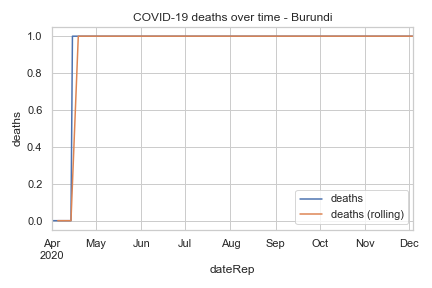 COVID-19 deaths over time - Burundi
deaths
1.0
0.8
0.6
0.4
0.2
0.0
deaths
deaths (rolling)
Apr May Jun Jul Aug Sep Oct Nov Dec
2020
dateRep